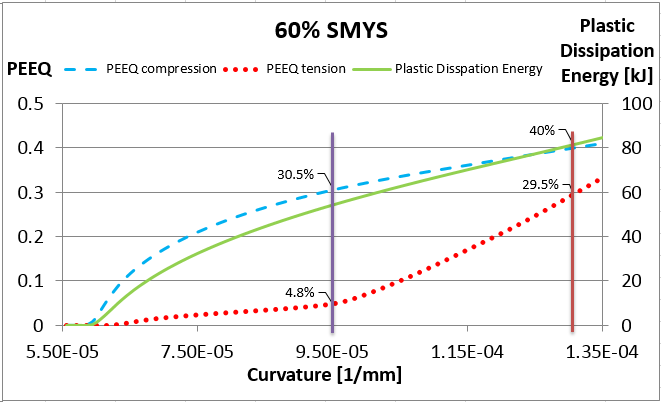 60% SMYS
Plastic
Dissipation
Energy [kJ]
PEEQ
PEEQ compression
PEEQ tension
Plastic Disspation Energy
0.5
100
0.4
40%
80
0.3
30.5%
29.5%
60
0.2
40
0.1
4.8%
20
0
0
5.50E-05 7.50E-05 9.50E-05 1.15E-04 1.35E-04
Curvature [1/mm]